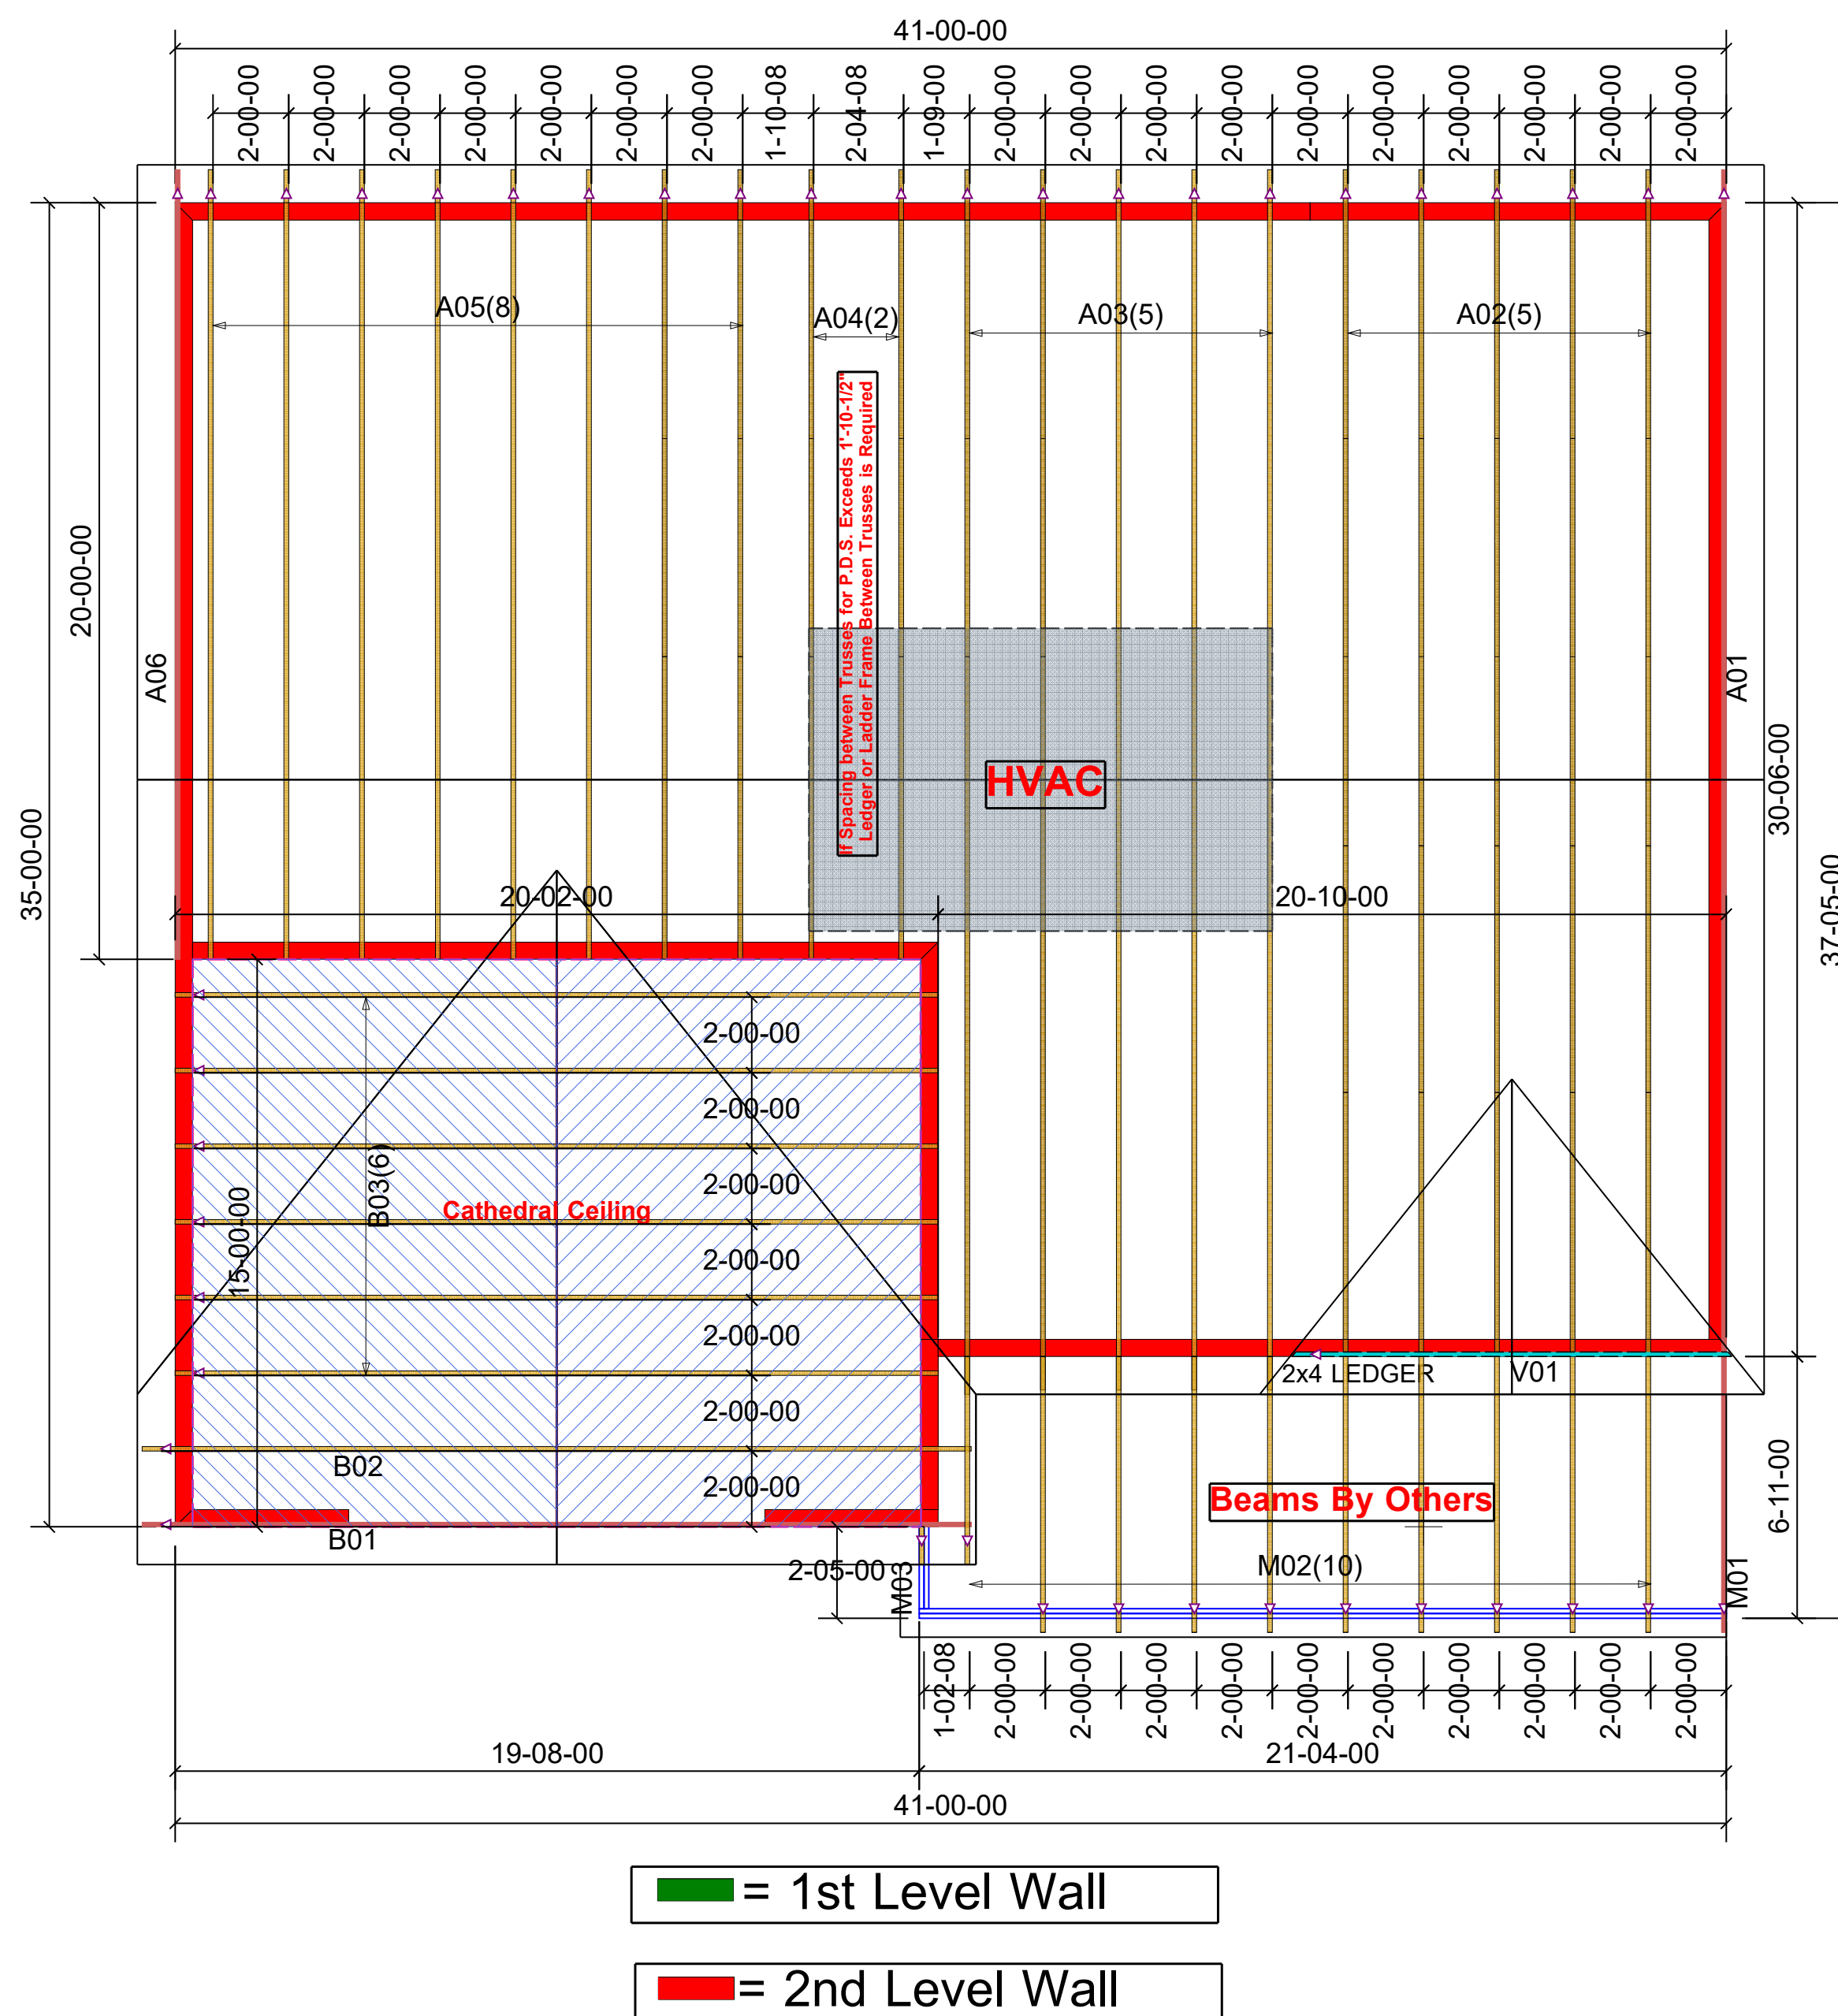 41-00-00
2-00-00
2-00-00
2-00-00
2-00-00
2-00-00
2-00-00
2-00-00
1-10-08
2-04-08
1-09-00
2-00-00
2-00-00
2-00-00
2-00-00
2-00-00
2-00-00
2-00-00
2-00-00
2-00-00
2-00-00
A05(8)
A04(2)
A03(5)
A02(5)
If Spacing between Trusses for P.D.S. Exceeds 1'-10-1/2"
Ledger or Ladder Frame Between Trusses is Required
20-00-00
A06
A01
HVAC
30-06-00
35-00-00
37-05-00
20-02-00
20-10-00
2-00-00
2-00-00
2-00-00
2-00-00
2-00-00
2-00-00
2-00-00
B03(6)
15-00-00
Cathedral Ceiling
2x4 LEDGER
V01
B02
B01
Beams By Others
6-11-00
2-05-00
M03
M02(10)
M01
1-02-08
2-00-00
2-00-00
2-00-00
2-00-00
2-00-00
2-00-00
2-00-00
2-00-00
2-00-00
2-00-00
19-08-00
21-04-00
41-00-00
= 1st Level Wall
= 2nd Level Wall